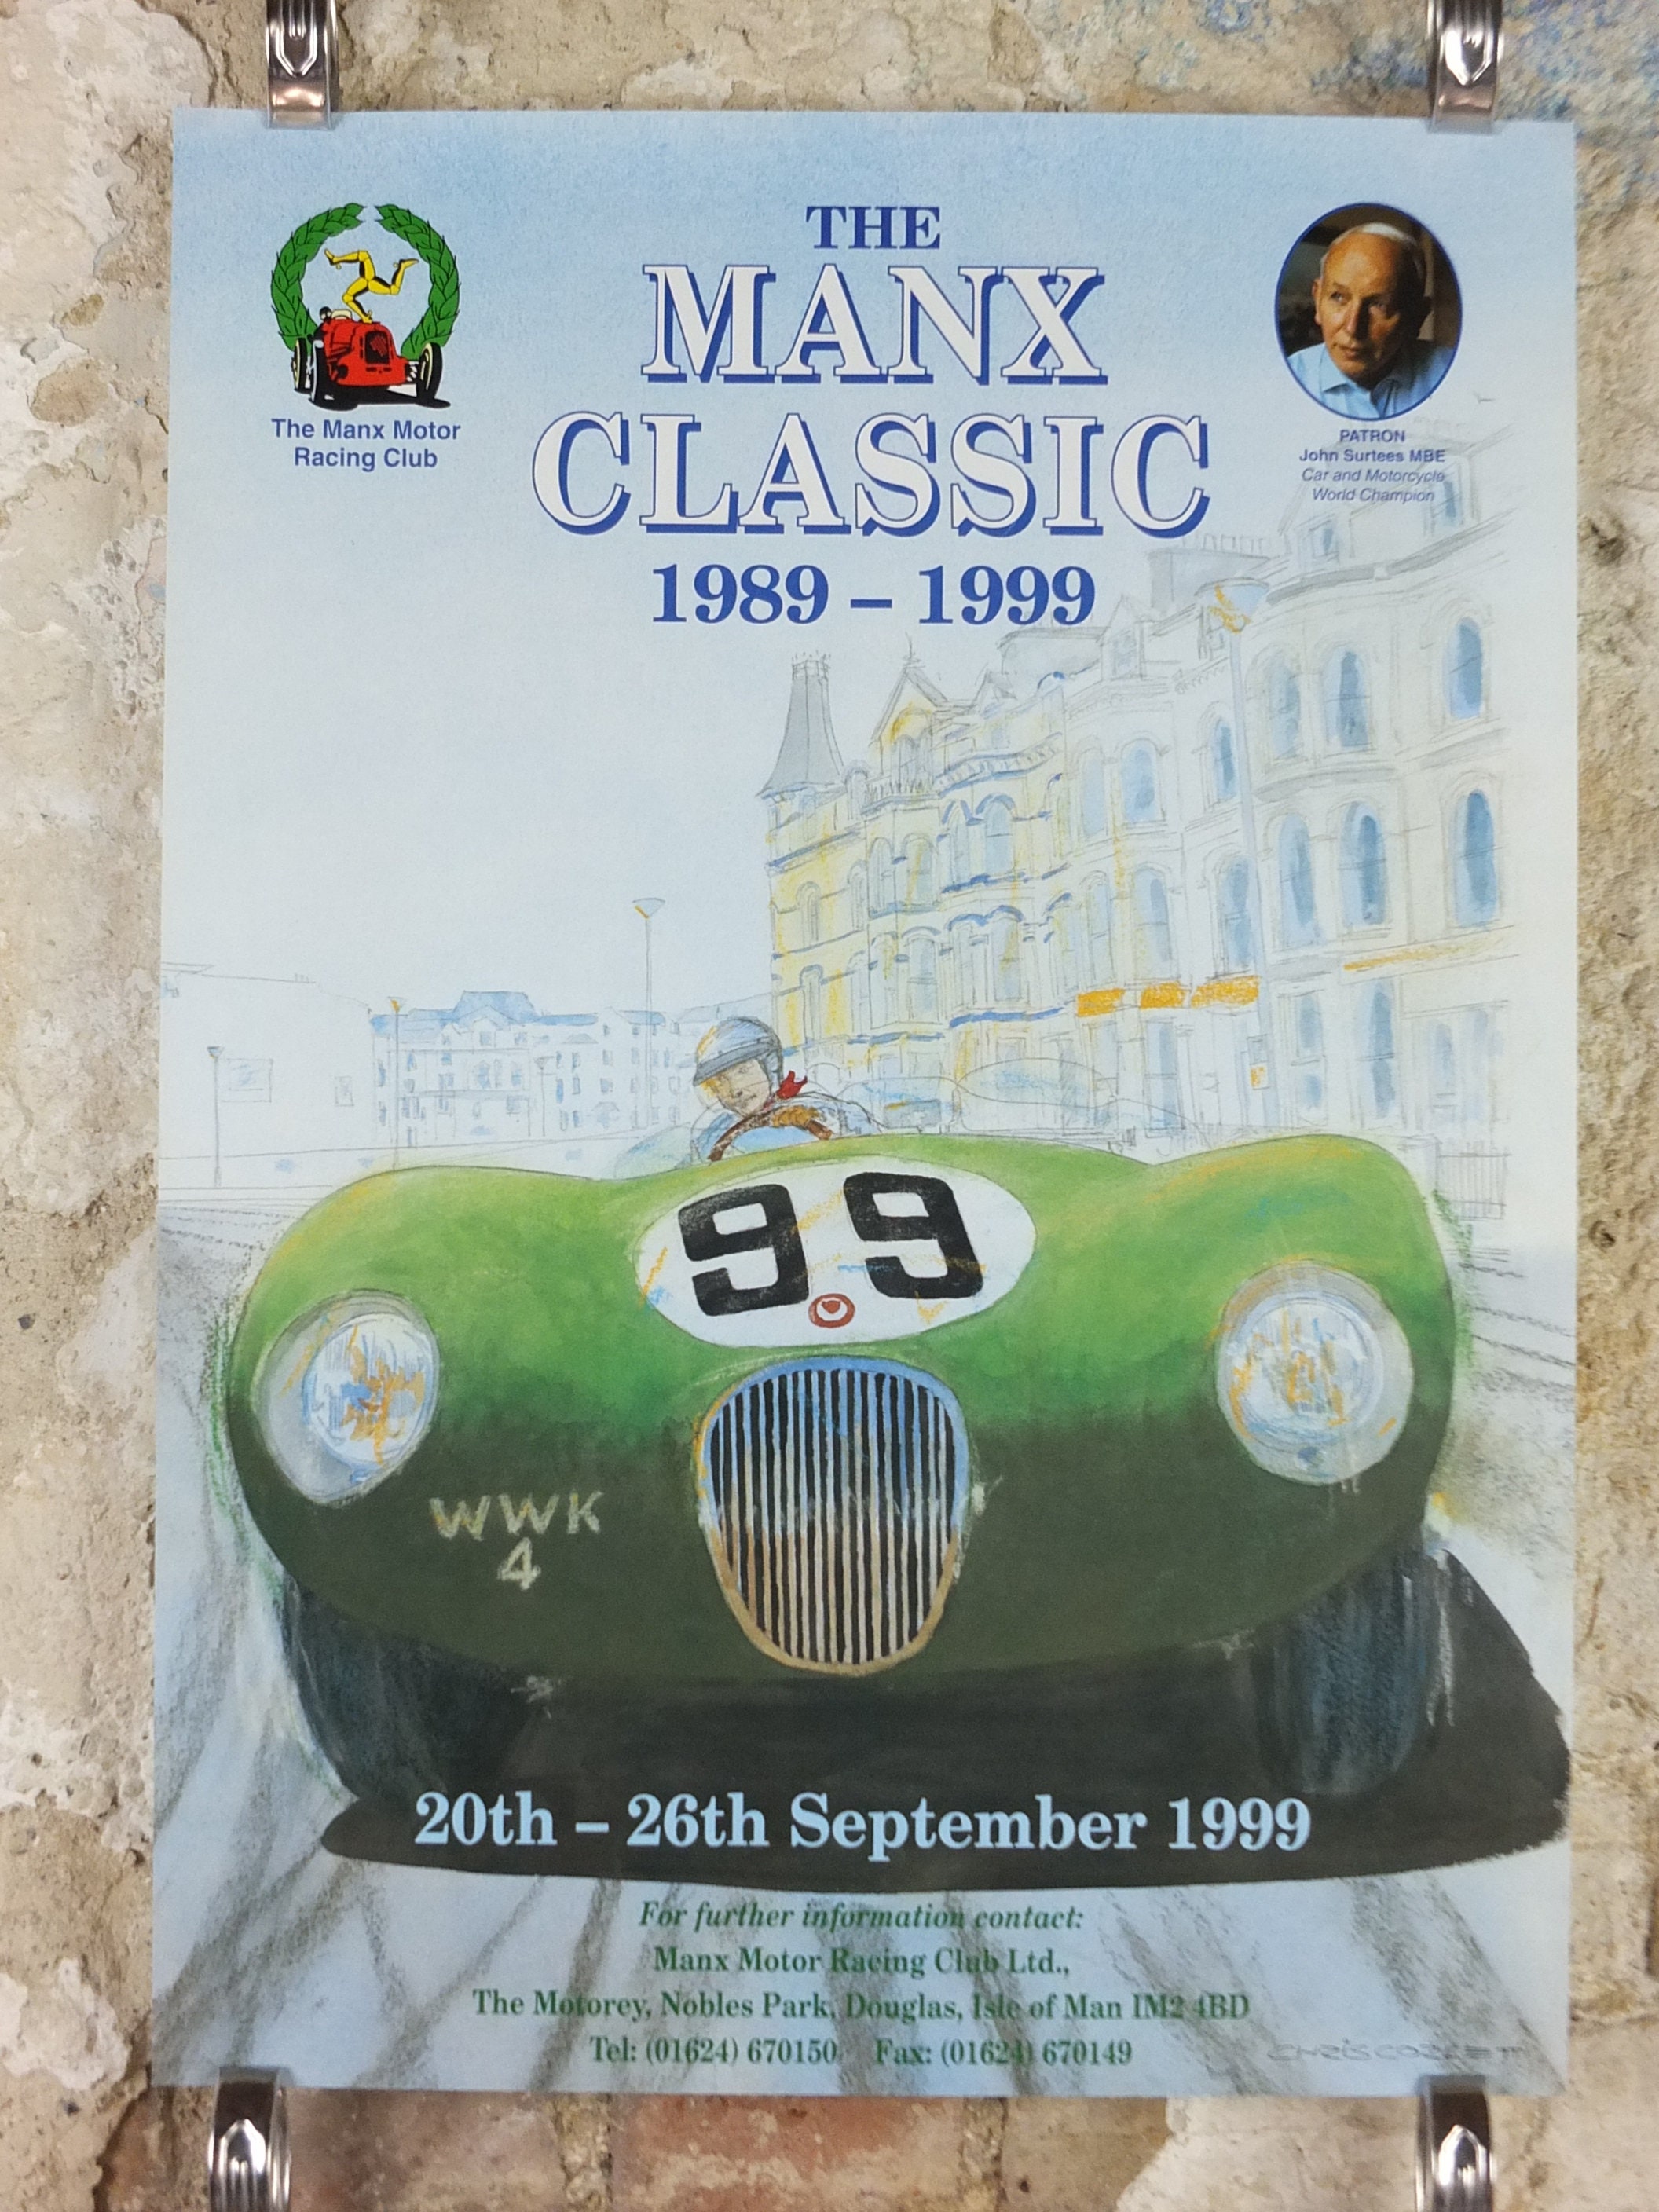 THE
MANX
CLASSIC
1989 – 1999
The Manx Motor
Racing Club
PATRON
John Surtees MBE
Car and Motorcycle
World Champion
99
WWK
4
20th – 26th September 1999
For further information contact:
Manx Motor Racing Club Ltd.,
The Motorey, Nobles Park, Douglas, Isle of Man IM2 4BD
Tel: (01624) 670150 Fax: (01624) 670149